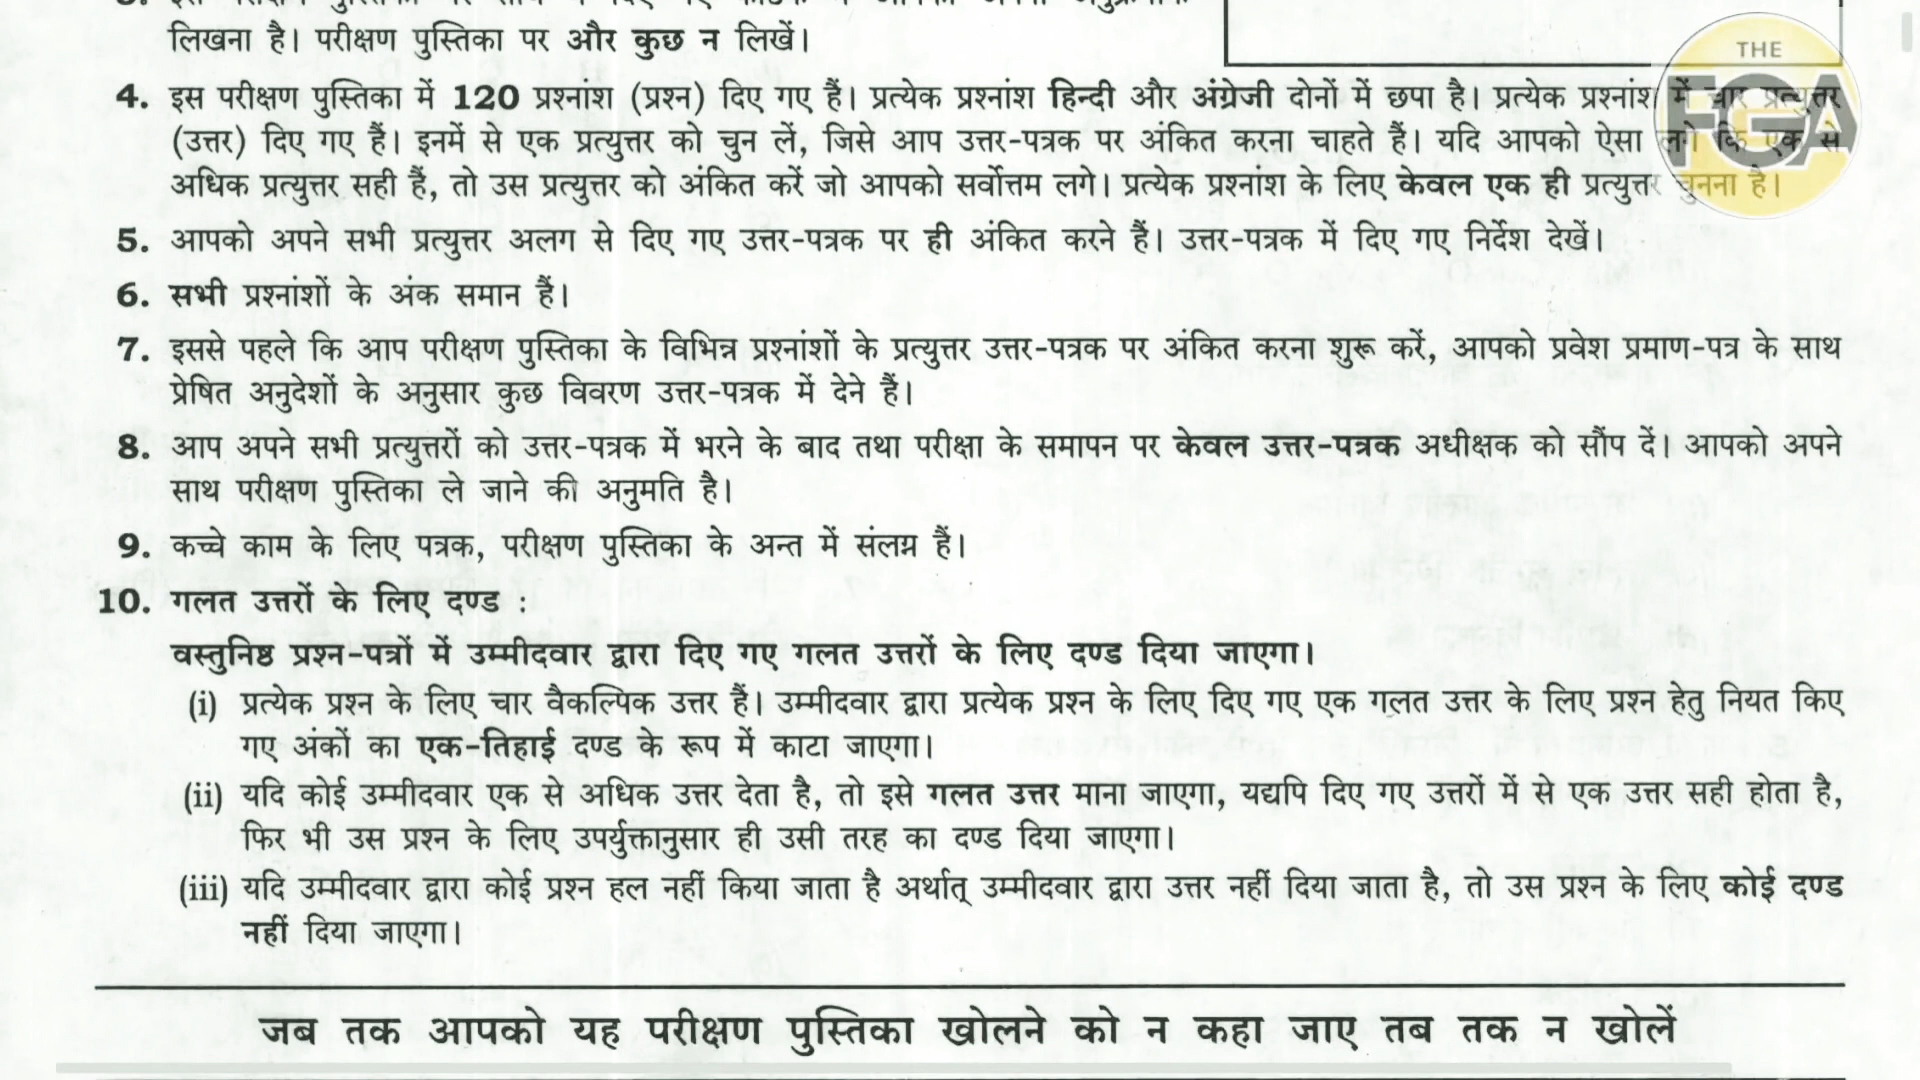 लिखना है। परीक्षण पुस्तिका पर और कुछ न लिखें।
THE
FGA
4. इस परीक्षण पुस्तिका में 120 प्रश्नांश (प्रश्न) दिए गए हैं। प्रत्येक प्रश्नांश हिन्दी और अंग्रेजी दोनों में छपा है। प्रत्येक प्रश्नांश में चार प्रत्युत्तर
(उत्तर) दिए गए हैं। इनमें से एक प्रत्युत्तर को चुन लें, जिसे आप उत्तर-पत्रक पर अंकित करना चाहते हैं। यदि आपको ऐसा लगे कि एक से
अधिक प्रत्युत्तर सही हैं, तो उस प्रत्युत्तर को अंकित करें जो आपको सर्वोत्तम लगे। प्रत्येक प्रश्नांश के लिए केवल एक ही प्रत्युत्तर चुनना है।
5. आपको अपने सभी प्रत्युत्तर अलग से दिए गए उत्तर-पत्रक पर ही अंकित करने हैं। उत्तर-पत्रक में दिए गए निर्देश देखें।
6. सभी प्रश्नांशों के अंक समान हैं।
7. इससे पहले कि आप परीक्षण पुस्तिका के विभिन्न प्रश्नांशों के प्रत्युत्तर उत्तर-पत्रक पर अंकित करना शुरू करें, आपको प्रवेश प्रमाण-पत्र के साथ
प्रेषित अनुदेशों के अनुसार कुछ विवरण उत्तर-पत्रक में देने हैं।
8. आप अपने सभी प्रत्युत्तरों को उत्तर-पत्रक में भरने के बाद तथा परीक्षा के समापन पर केवल उत्तर-पत्रक अधीक्षक को सौंप दें। आपको अपने
साथ परीक्षण पुस्तिका ले जाने की अनुमति है।
9. कच्चे काम के लिए पत्रक, परीक्षण पुस्तिका के अन्त में संलग्न हैं।
10. गलत उत्तरों के लिए दण्ड :
वस्तुनिष्ठ प्रश्न-पत्रों में उम्मीदवार द्वारा दिए गए गलत उत्तरों के लिए दण्ड दिया जाएगा।
(i) प्रत्येक प्रश्न के लिए चार वैकल्पिक उत्तर हैं। उम्मीदवार द्वारा प्रत्येक प्रश्न के लिए दिए गए एक गलत उत्तर के लिए प्रश्न हेतु नियत किए
गए अंकों का एक-तिहाई दण्ड के रूप में काटा जाएगा।
(ii) यदि कोई उम्मीदवार एक से अधिक उत्तर देता है, तो इसे गलत उत्तर माना जाएगा, यद्यपि दिए गए उत्तरों में से एक उत्तर सही होता है,
फिर भी उस प्रश्न के लिए उपर्युक्तानुसार ही उसी तरह का दण्ड दिया जाएगा।
(iii) यदि उम्मीदवार द्वारा कोई प्रश्न हल नहीं किया जाता है अर्थात् उम्मीदवार द्वारा उत्तर नहीं दिया जाता है, तो उस प्रश्न के लिए कोई दण्ड
नहीं दिया जाएगा।
जब तक आपको यह परीक्षण पुस्तिका खोलने को न कहा जाए तब तक न खोलें